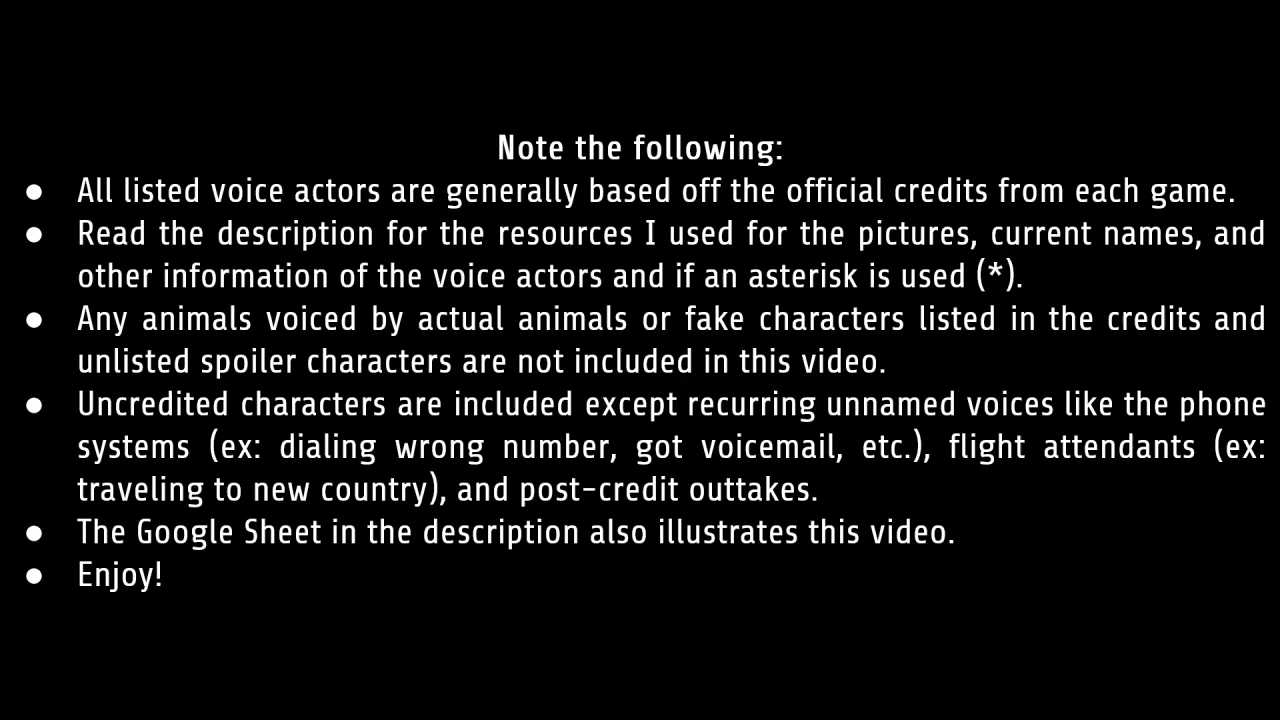 Note the following:
● All listed voice actors are generally based off the official credits from each game.
● Read the description for the resources I used for the pictures, current names, and
other information of the voice actors and if an asterisk is used (*).
● Any animals voiced by actual animals or fake characters listed in the credits and
unlisted spoiler characters are not included in this video.
● Uncredited characters are included except recurring unnamed voices like the phone
systems (ex: dialing wrong number, got voicemail, etc.), flight attendants (ex:
traveling to new country), and post-credit outtakes.
● The Google Sheet in the description also illustrates this video.
● Enjoy!